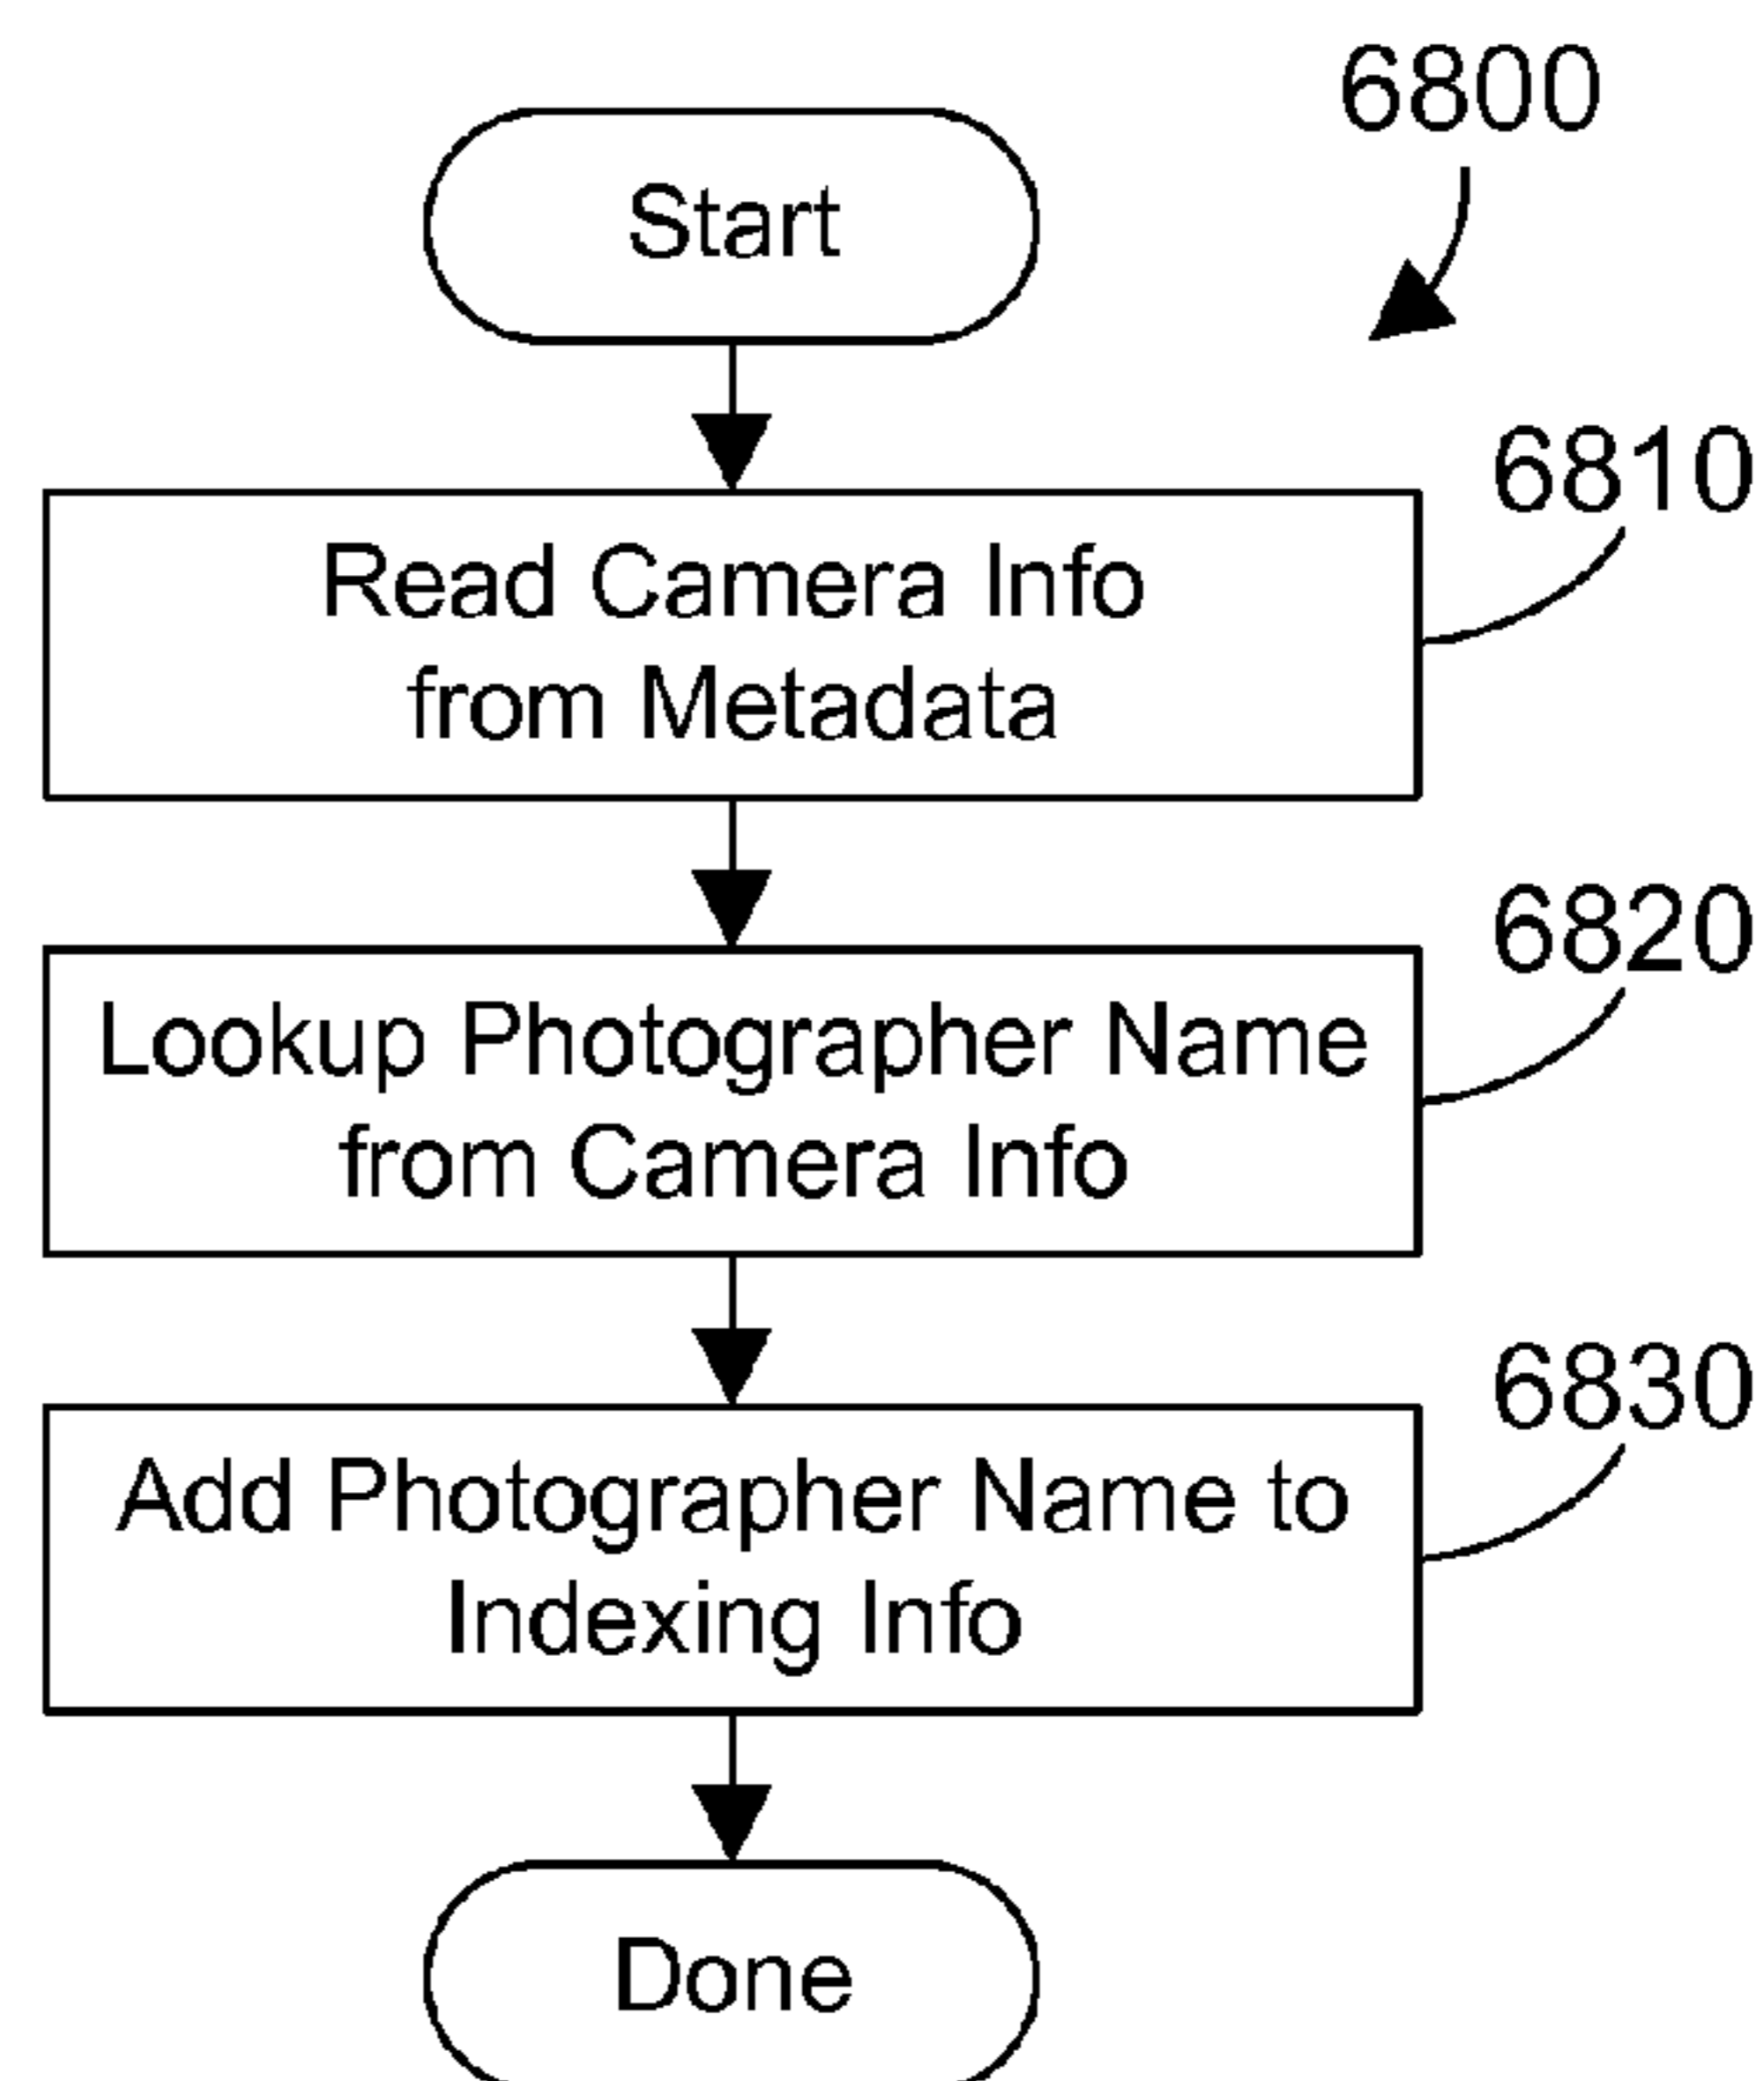 6800
Start
6810
Read Camera Info
from Metadata
6820
Lookup Photographer Name
from Camera Info
6830
Add Photographer Name to
Indexing Info
Done